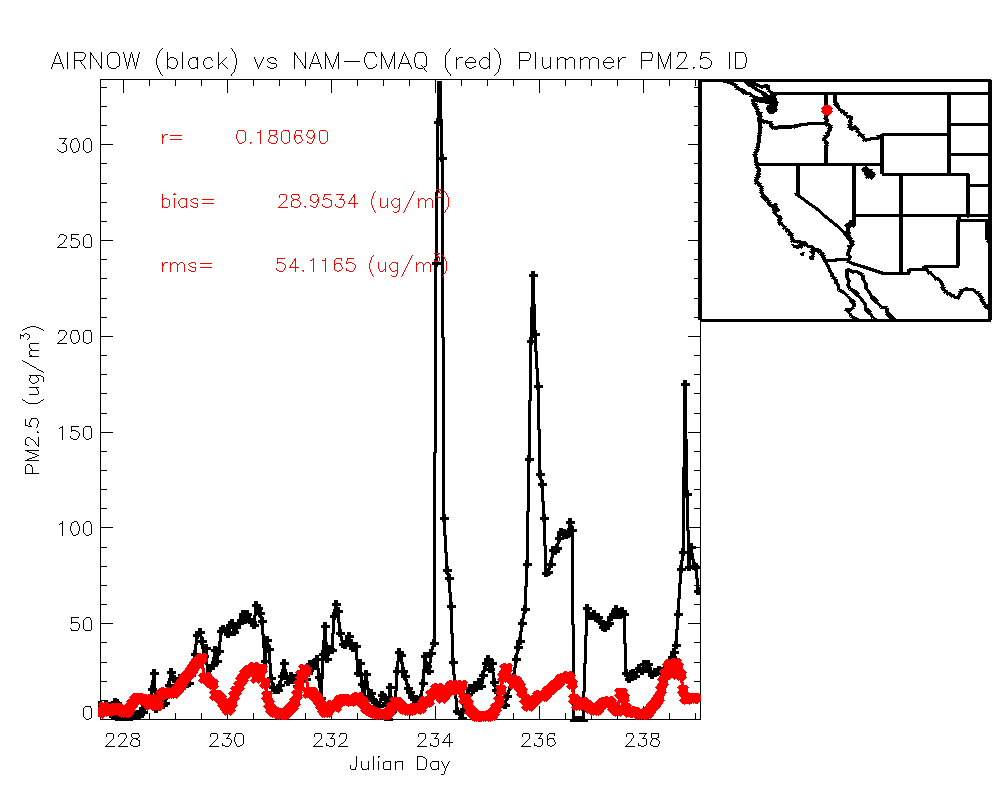 AIRNOW (black) vs NAM-CMAQ (red) Plummer PM2.5 ID
r= 0.180690
bias= 28.9534 (ug/m³)
rms= 54.1165 (ug/m³)
PM2.5 (ug/m³)
300
250
200
150
100
50
0
228 230 232 234 236 238
Julian Day